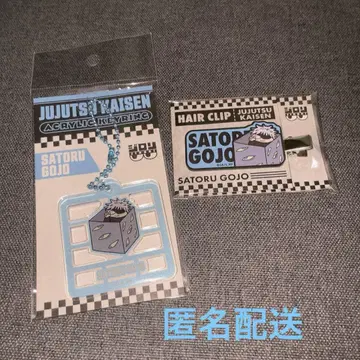 JUJUTSU KAISEN
ACRYLIC KEYRING
SATORU
GOJO
HAIR CLIP
JUJUTSU
KAISEN
SATORU
GOJO
SATORU GOJO
匿名配送